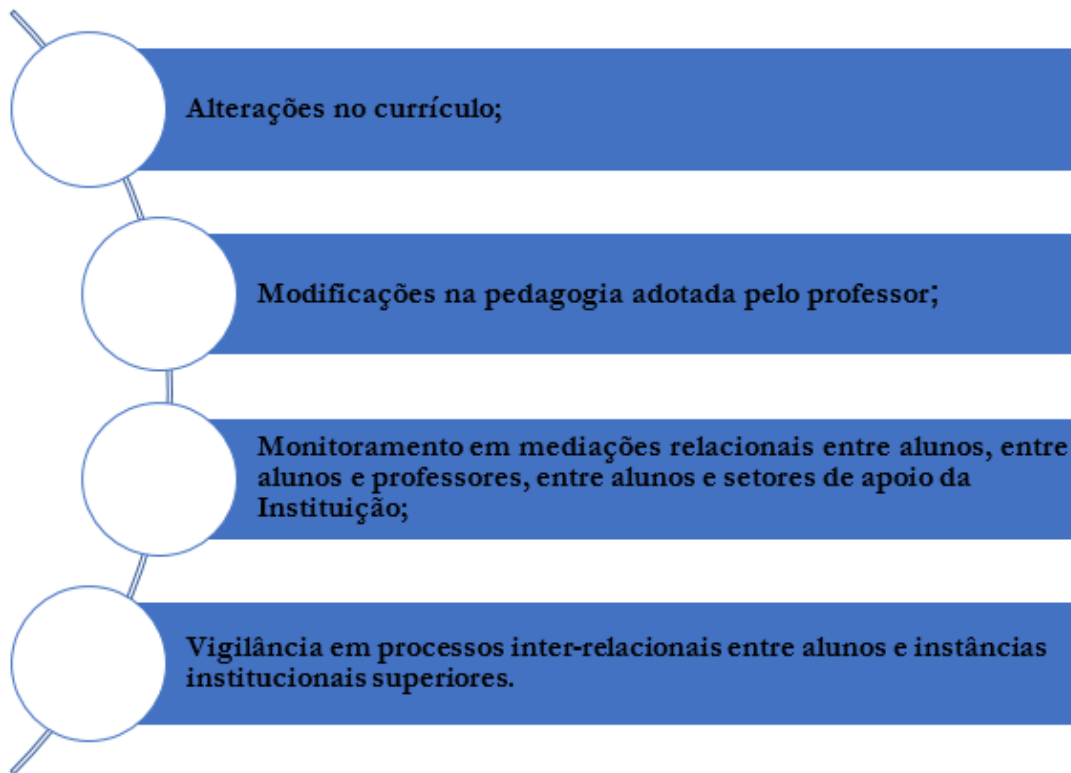 Alterações no currículo;
Modificações na pedagogia adotada pelo professor;
Monitoramento em mediações relacionais entre alunos, entre
alunos e professores, entre alunos e setores de apoio da
Instituição;
Vigilância em processos inter-relacionais entre alunos e instâncias
institucionais superiores.